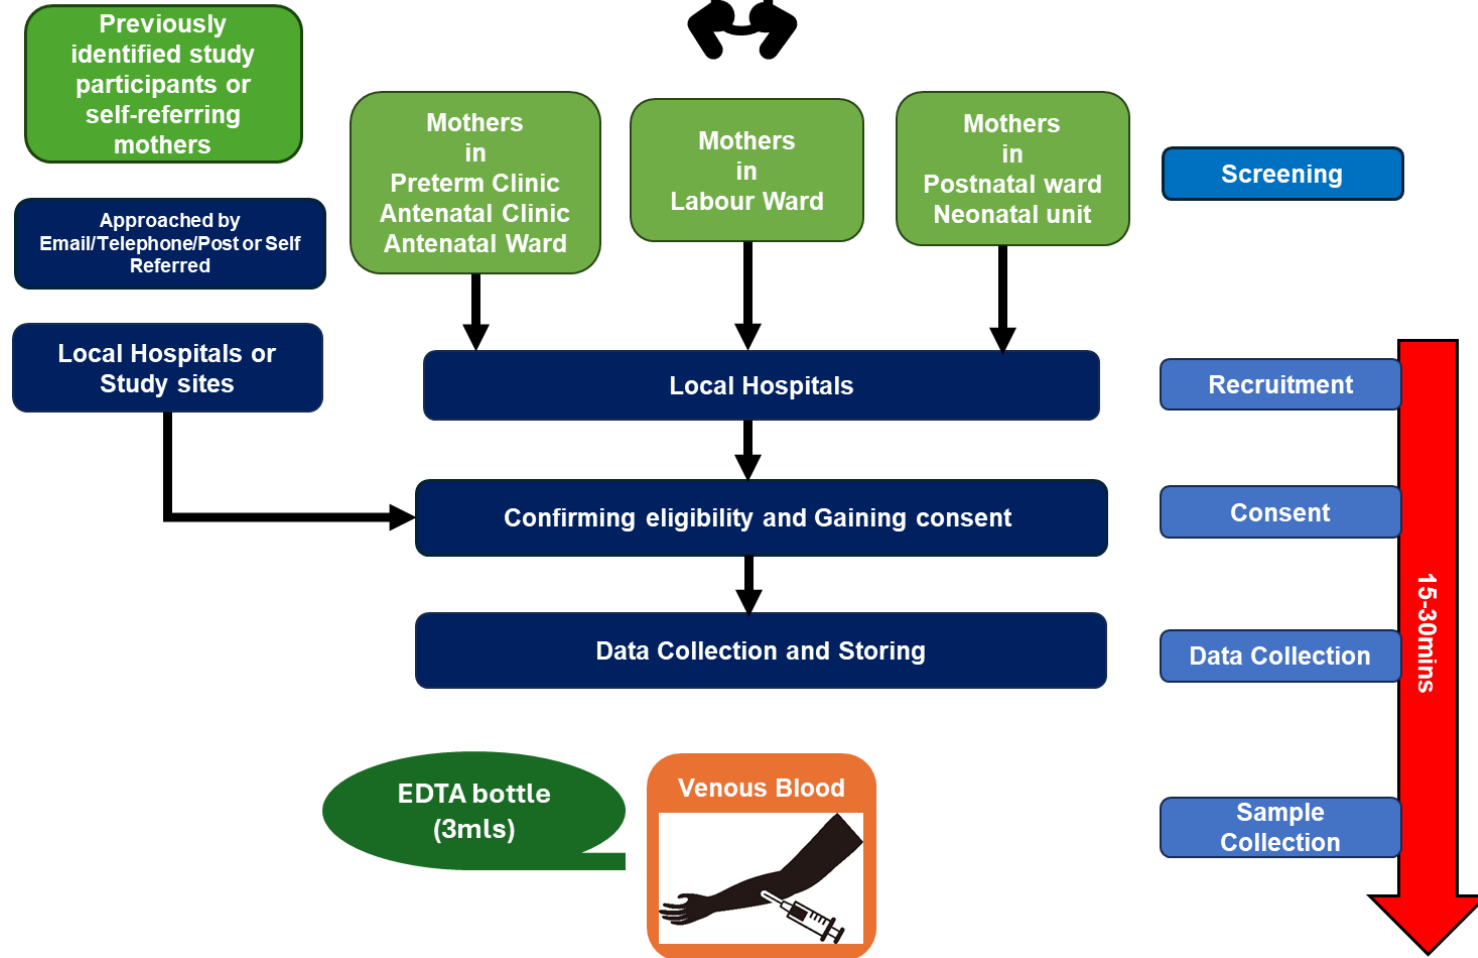 Previously
identified study
participants or
self-referring
mothers
Approached by
Email/Telephone/Post or Self
Referred
Local Hospitals or
Study sites
Mothers
in
Preterm Clinic
Antenatal Clinic
Antenatal Ward
Mothers
in
Labour Ward
Mothers
in
Postnatal ward
Neonatal unit
Screening
Local Hospitals
Recruitment
Confirming eligibility and Gaining consent
Consent
Data Collection and Storing
Data Collection
15-30mins
EDTA bottle
(3mls)
Venous Blood
Sample
Collection